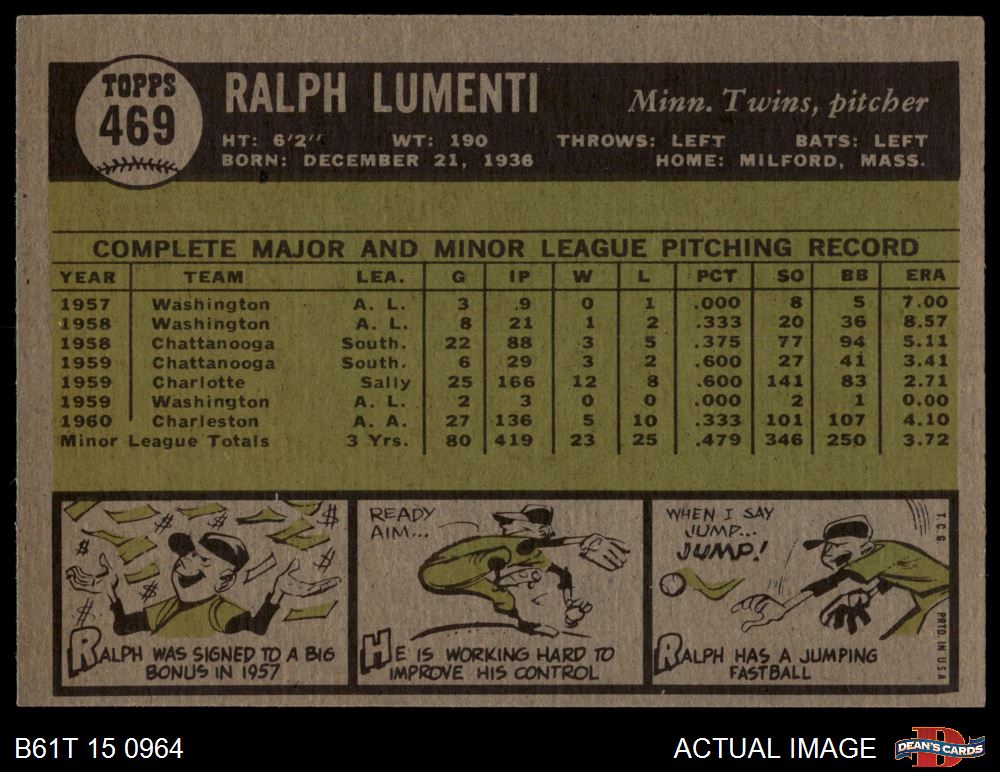 TOPPS
469
RALPH LUMENTI
Minn. Twins, pitcher
HT: 6'2" WT: 190 THROWS: LEFT BATS: LEFT
BORN: DECEMBER 21, 1936 HOME: MILFORD, MASS.
COMPLETE MAJOR AND MINOR LEAGUE PITCHING RECORD
YEAR TEAM LEA. G IP W L PCT SO BB ERA
1957 Washington A. L. 3 .9 0 1 .000 8 5 7.00
1958 Washington A. L. 8 21 1 2 .333 20 36 8.57
1958 Chattanooga South. 22 88 3 5 .375 77 94 5.11
1959 Chattanooga South. 6 29 3 2 .600 27 41 3.41
1959 Charlotte Sally 25 166 12 8 .600 141 83 2.71
1959 Washington A. L. 2 3 0 0 .000 2 1 0.00
1960 Charleston A. A. 27 136 5 10 .333 101 107 4.10
Minor League Totals 3 Yrs. 80 419 23 25 .479 346 250 3.72
$ $ $ $ $ $
RALPH WAS SIGNED TO A BIG
BONUS IN 1957
READY
AIM...
HE IS WORKING HARD TO
IMPROVE HIS CONTROL
WHEN I SAY
JUMP...
JUMP!
RALPH HAS A JUMPING
FASTBALL
T.C.G.
PRTD. IN U.S.A.
B61T 15 0964
ACTUAL IMAGE
D
DEAN'S CARDS